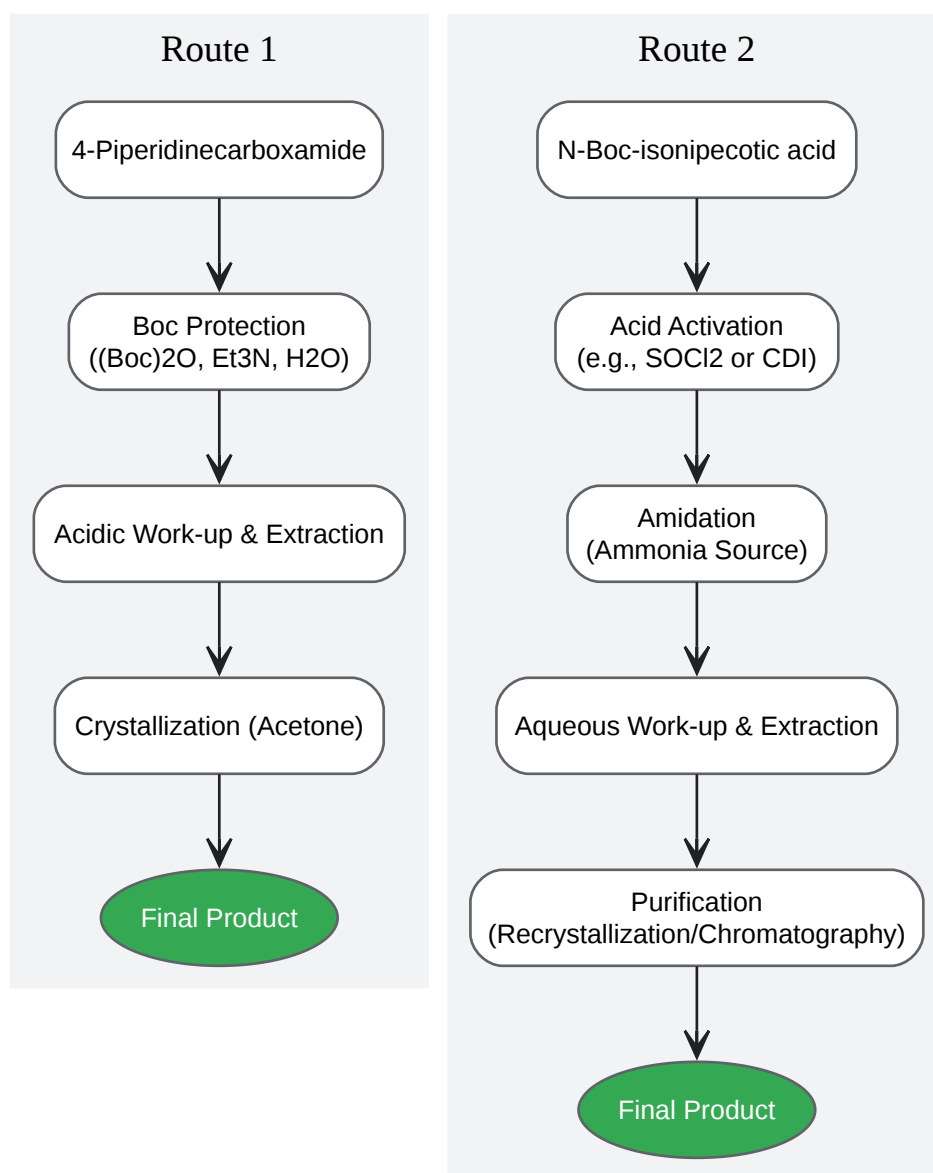 Route 1
4-Piperidinecarboxamide
Boc Protection
((Boc)2O, Et3N, H2O)
Acidic Work-up & Extraction
Crystallization (Acetone)
Final Product
Route 2
N-Boc-isonipecotic acid
Acid Activation
(e.g., SOCl2 or CDI)
Amidation
(Ammonia Source)
Aqueous Work-up & Extraction
Purification
(Recrystallization/Chromatography)
Final Product